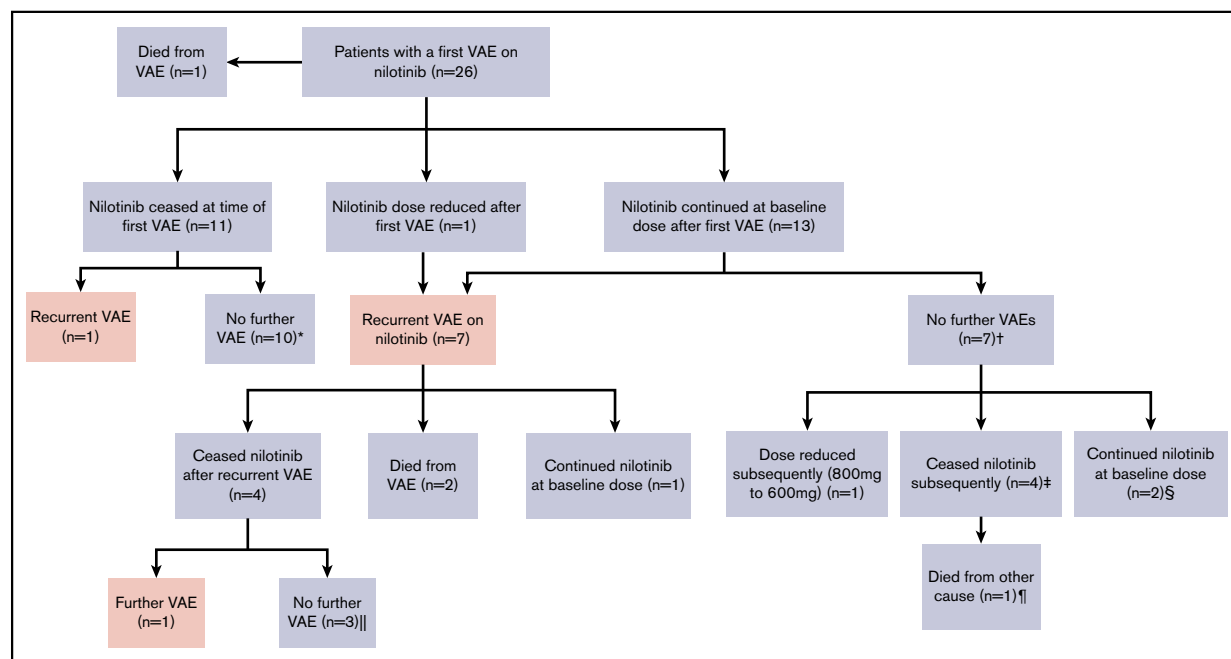 Died from
VAE (n=1)
Patients with a first VAE on
nilotinib (n=26)
Nilotinib ceased at time of
first VAE (n=11)
Nilotinib dose reduced after
first VAE (n=1)
Nilotinib continued at baseline
dose after first VAE (n=13)
Recurrent VAE
(n=1)
No further
VAE (n=10)*
Recurrent VAE on
nilotinib (n=7)
No further VAEs
(n=7)†
Ceased nilotinib
after recurrent VAE
(n=4)
Died from
VAE (n=2)
Continued nilotinib
at baseline dose (n=1)
Dose reduced
subsequently (800mg
to 600mg) (n=1)
Ceased nilotinib
subsequently (n=4)‡
Continued nilotinib
at baseline dose
(n=2)§
Further VAE
(n=1)
No further
VAE (n=3)||
Died from other
cause (n=1)¶